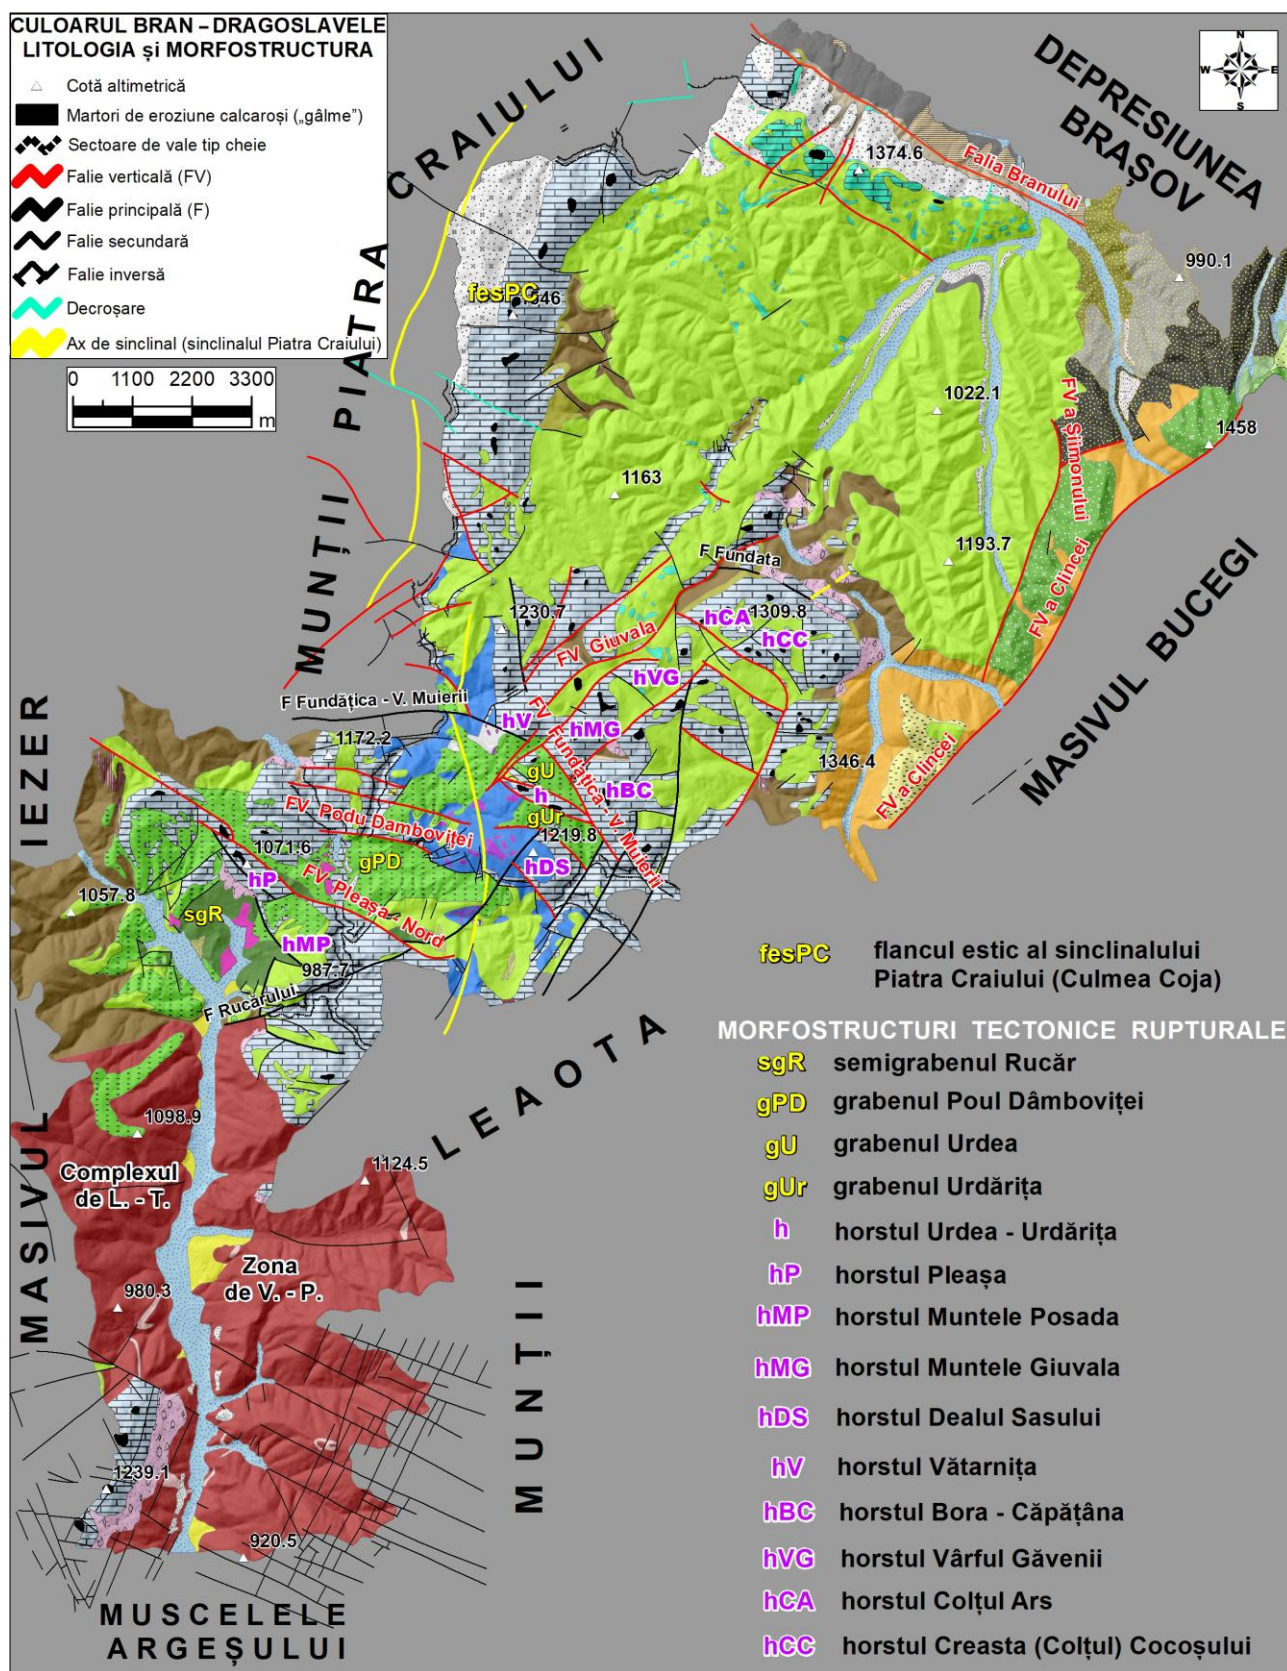 CULOARUL BRAN – DRAGOSLAVELE
LITOLOGIA și MORFOSTRUCTURA
Cotă altimetrică
Martori de eroziune calcaroși („gâlme”)
Sectoare de vale tip cheie
Falie verticală (FV)
Falie principală (F)
Falie secundară
Falie inversă
Decroșare
Ax de sinclinal (sinclinalul Piatra Craiului)
0 1100 2200 3300
m
N
W E
S
MUNȚII PIATRA CRAIULUI
DEPRESIUNEA
BRAȘOV
Falia Branului
1374.6
990.1
fesPC
1346
1022.1
FV a Șimonului
1458
1163
1193.7
FV a Clincei
F Fundata
MASIVUL BUCEGI
1230.7
hCA
1309.8
hCC
FV Giuvala
hVG
F Fundățica - V. Muierii
hV
FV Fundățica - V. Muierii
hMG
1172.2
1346.4
FV a Clincei
gU
h
hBC
gUr
1219.8
FV Podu Damboviței
1071.6
gPD
hDS
hP
FV Pleașa - Nord
1057.8
sgR
hMP
987.7
F Rucărului
MASIVUL IEZER
MUNȚII LEAOTA
1098.9
Complexul
de L. - T.
1124.5
Zona
de V. - P.
980.3
1239.1
920.5
MUSCELELE
ARGEȘULUI
fesPC flancul estic al sinclinalului
Piatra Craiului (Culmea Coja)
MORFOSTRUCTURI TECTONICE RUPTURALE
sgR semigrabenul Rucăr
gPD grabenul Poul Dâmboviței
gU grabenul Urdea
gUr grabenul Urdărița
h horstul Urdea - Urdărița
hP horstul Pleașa
hMP horstul Muntele Posada
hMG horstul Muntele Giuvala
hDS horstul Dealul Sasului
hV horstul Vătarnița
hBC horstul Bora - Căpățâna
hVG horstul Vârful Găvenii
hCA horstul Colțul Ars
hCC horstul Creasta (Colțul) Cocoșului